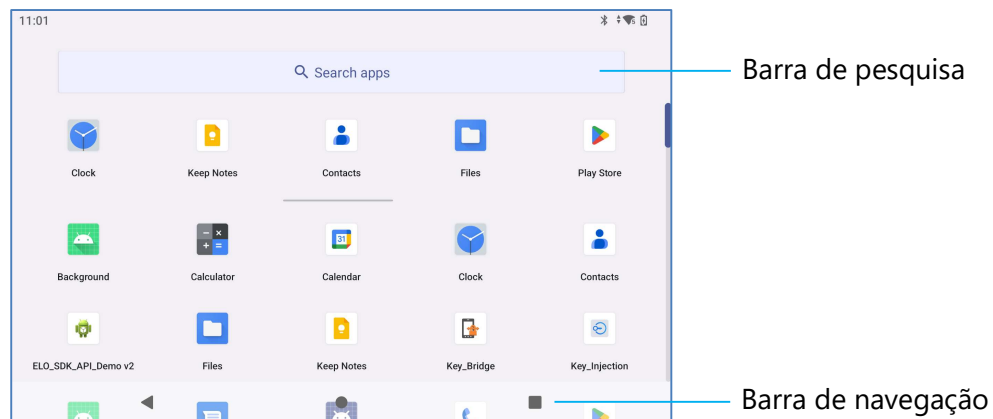 11:01
Search apps
Barra de pesquisa
Clock
Keep Notes
Contacts
Files
Play Store
31
Background
Calculator
Calendar
Clock
Contacts
ELO_SDK_API_Demo v2
Files
Keep Notes
Key_Bridge
Key_Injection
Barra de navegação